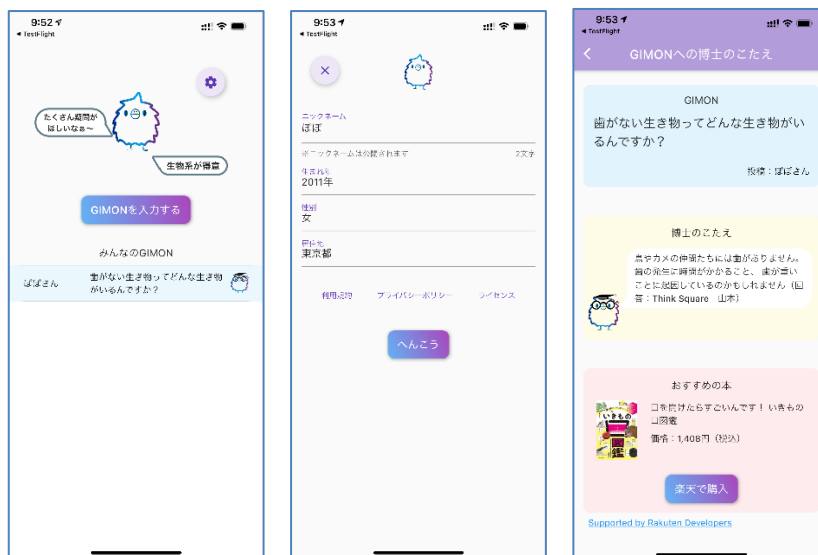 9:52
◀ TestFlight
たくさん疑問が
ほしいなぁ～
生物系が得意
GIMONを入力する
みんなのGIMON
ぽぽさん
歯がない生き物ってどんな生き物
がいるんですか？
9:53
◀ TestFlight
ニックネーム
ぽぽ
※ニックネームは公開されます
2文字
生まれ年
2011年
性別
女
居住地
東京都
利用規約
プライバシーポリシー
ライセンス
へんこう
9:53
◀ TestFlight
GIMONへの博士のこたえ
GIMON
歯がない生き物ってどんな生き物がい
るんですか？
投稿：ぽぽさん
博士のこたえ
鳥やカメの仲間たちには歯がありません。
歯の発生に時間がかかること、 歯が重い
ことに起因しているのかもしれません（回
答：Think Square　山本）
おすすめの本
いきもの
口
図鑑
口を開けたらすごいんです！ いきもの
口図鑑
価格：1,408円（税込）
楽天で購入
Supported by Rakuten Developers